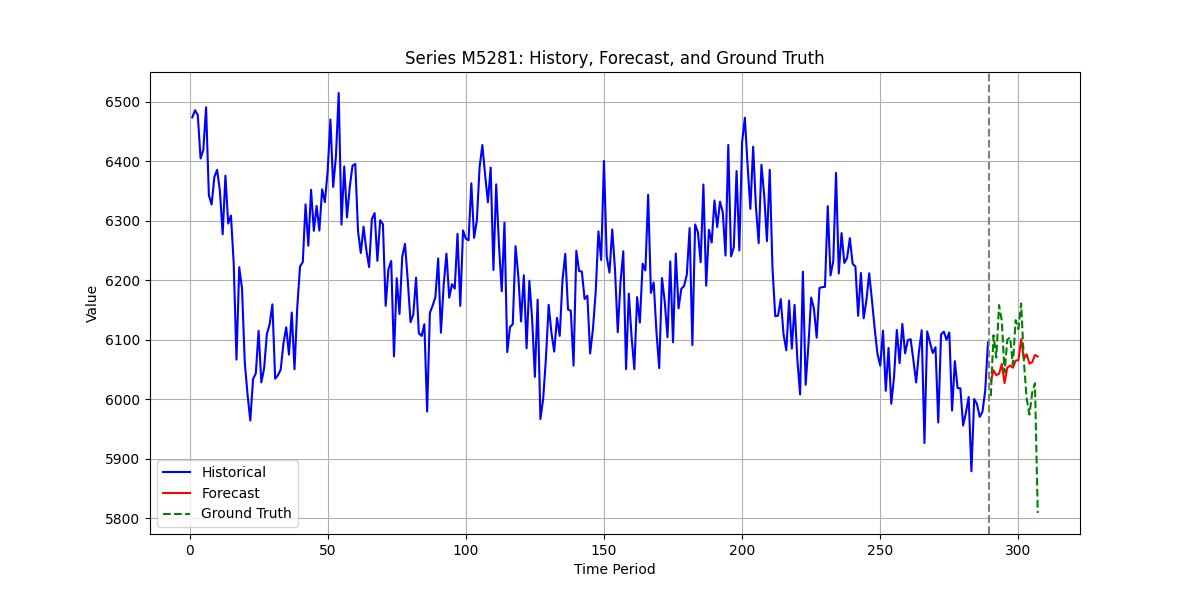 Series M5281: History, Forecast, and Ground Truth
Value
6500
6400
6300
6200
6100
6000
5900
5800
Historical
Forecast
Ground Truth
0 50 100 150 200 250 300
Time Period